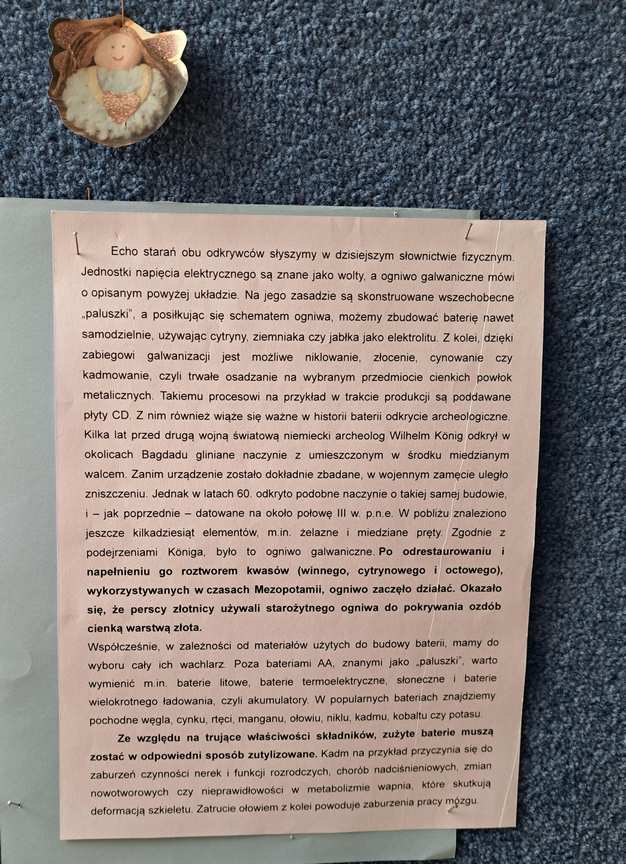 Echo starań obu odkrywców słyszymy w dzisiejszym słownictwie fizycznym.
Jednostki napięcia elektrycznego są znane jako wolty, a ogniwo galwaniczne mówi
o opisanym powyżej układzie. Na jego zasadzie są skonstruowane wszechobecne
„paluszki", a posiłkując się schematem ogniwa, możemy zbudować baterię nawet
samodzielnie, używając cytryny, ziemniaka czy jabłka jako elektrolitu. Z kolei, dzięki
zabiegowi galwanizacji jest możliwe niklowanie, złocenie, cynowanie czy
kadmowanie, czyli trwałe osadzanie na wybranym przedmiocie cienkich powłok
metalicznych. Takiemu procesowi na przykład w trakcie produkcji są poddawane
płyty CD. Z nim również wiąże się ważne w historii baterii odkrycie archeologiczne.
Kilka lat przed drugą wojną światową niemiecki archeolog Wilhelm König odkrył w
okolicach Bagdadu gliniane naczynie z umieszczonym w środku miedzianym
walcem. Zanim urządzenie zostało dokładnie zbadane, w wojennym zamęcie uległo
zniszczeniu. Jednak w latach 60. odkryto podobne naczynie o takiej samej budowie,
i – jak poprzednie – datowane na około połowę III w. p.n.e. W pobliżu znaleziono
jeszcze kilkadziesiąt elementów, m.in. żelazne i miedziane pręty. Zgodnie z
podejrzeniami Königa, było to ogniwo galwaniczne. Po odrestaurowaniu i
napełnieniu go roztworem kwasów (winnego, cytrynowego i octowego),
wykorzystywanych w czasach Mezopotamii, ogniwo zaczęło działać. Okazało
się, że perscy złotnicy używali starożytnego ogniwa do pokrywania ozdób
cienką warstwą złota.
Współcześnie, w zależności od materiałów użytych do budowy baterii, mamy do
wyboru cały ich wachlarz. Poza bateriami AA, znanymi jako „paluszki", warto
wymienić m.in. baterie litowe, baterie termoelektryczne, słoneczne i baterie
wielokrotnego ładowania, czyli akumulatory. W popularnych bateriach znajdziemy
pochodne węgla, cynku, rtęci, manganu, ołowiu, niklu, kadmu, kobaltu czy potasu.
Ze względu na trujące właściwości składników, zużyte baterie muszą
zostać w odpowiedni sposób zutylizowane. Kadm na przykład przyczynia się do
zaburzeń czynności nerek i funkcji rozrodczych, chorób nadciśnieniowych, zmian
nowotworowych czy nieprawidłowości w metabolizmie wapnia, które skutkują
deformacją szkieletu. Zatrucie ołowiem z kolei powoduje zaburzenia pracy mózgu.